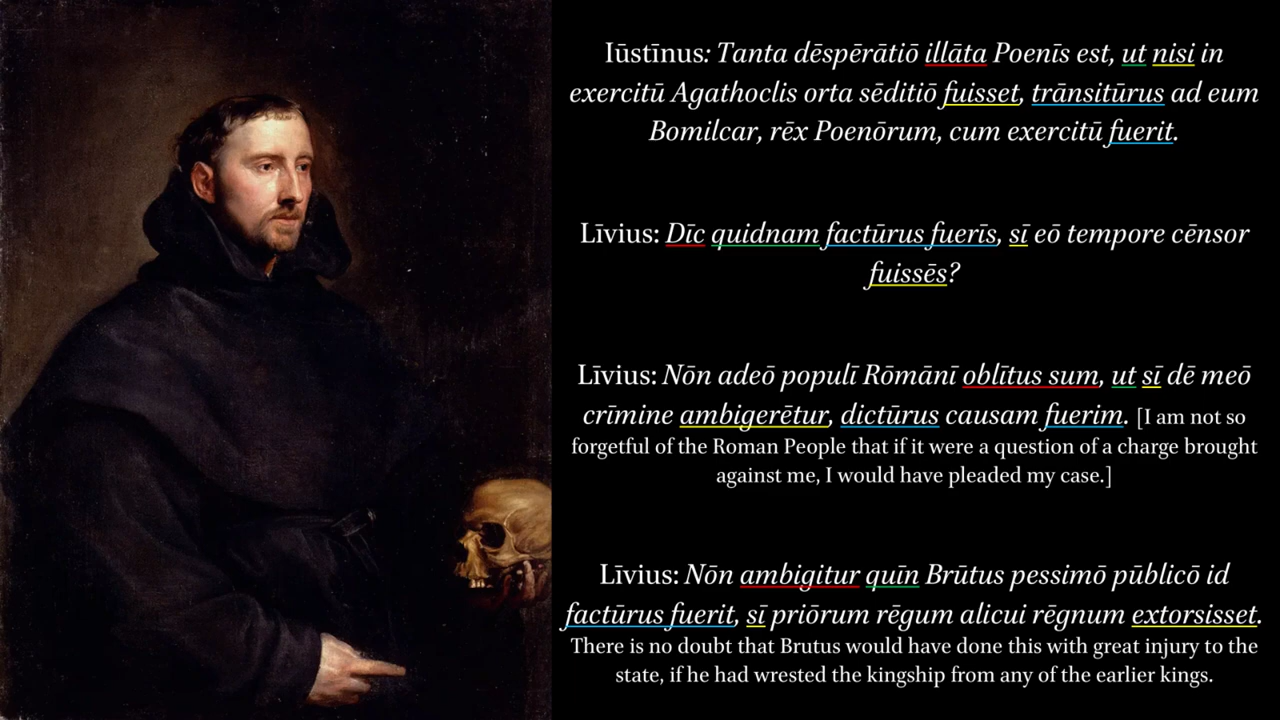 Iūstīnus: Tanta dēspērātiō illāta Poenīs est, ut nisi in
exercitū Agathoclis orta sēditiō fuisset, trānsitūrus ad eum
Bomilcar, rēx Poenōrum, cum exercitū fuerit.
Līvius: Dīc quidnam factūrus fuerīs, sī eō tempore cēnsor
fuissēs?
Līvius: Nōn adeō populī Rōmānī oblītus sum, ut sī dē meō
crīmine ambigerētur, dictūrus causam fuerim. [I am not so
forgetful of the Roman People that if it were a question of a charge brought
against me, I would have pleaded my case.]
Līvius: Nōn ambigitur quīn Brūtus pessimō pūblicō id
factūrus fuerit, sī priōrum rēgum alicui rēgnum extorsisset.
There is no doubt that Brutus would have done this with great injury to the
state, if he had wrested the kingship from any of the earlier kings.